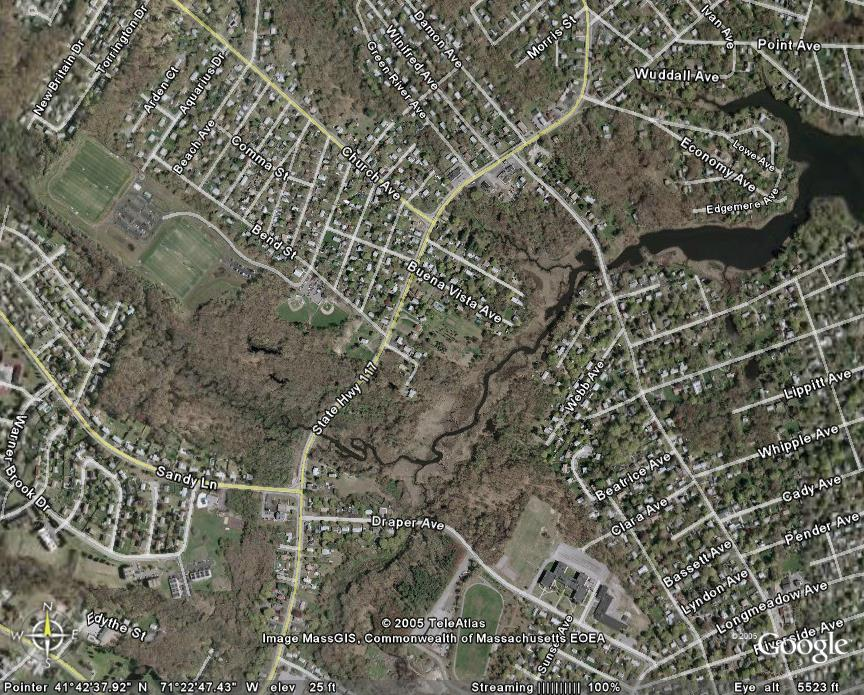 New Britain Dr
Torrington Dr
Arden Ct
Aquarius Dr
Damon Ave
Winifred Ave
Green River Ave
Morris St
Ivan Ave
Point Ave
Wuddall Ave
Beach Ave
Comma St
Church Ave
Economy Ave
Lowe Ave
Edgemere Ave
Bend St
Buena Vista Ave
State Hwy 117
Webb Ave
Lippitt Ave
Whipple Ave
Warner Brook Dr
Sandy Ln
Beatrice Ave
Clara Ave
Cady Ave
Draper Ave
Pender Ave
Bassett Ave
Lyndon Ave
Longmeadow Ave
Edythe St
Sunset Ave
N
W E
S
© 2005 TeleAtlas
Image MassGIS, Commonwealth of Massachusetts EOEA
© 2005 Google
Pointer 41°42'37.92" N 71°22'47.43" W elev 25 ft Streaming |||||||||| 100% Eye alt 5523 ft